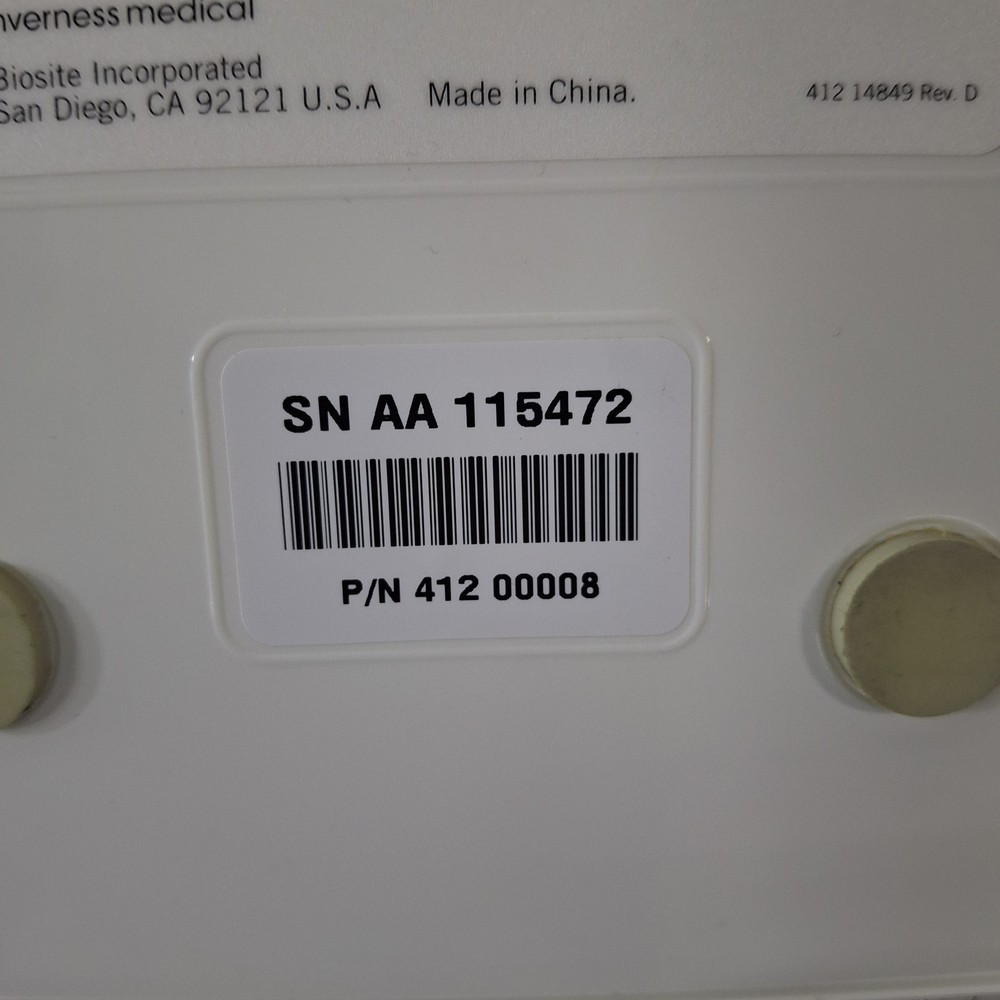 nverness medical
Biosite Incorporated
San Diego, CA 92121 U.S.A
Made in China.
412 14849 Rev. D
SN AA 115472
P/N 412 00008